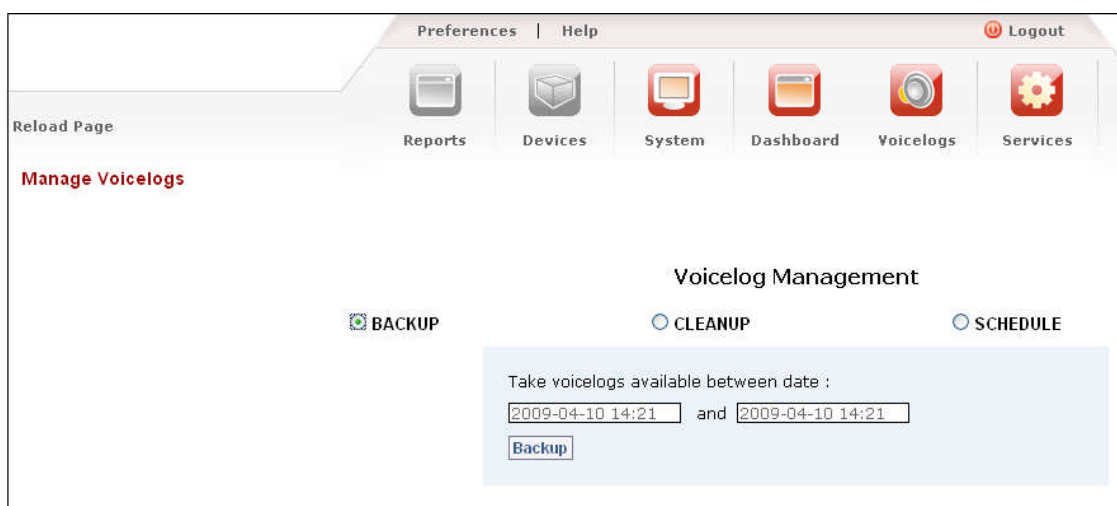 Preferences | Help
Logout
Reports
Devices
System
Dashboard
Voicelogs
Services
Reload Page
Manage Voicelogs
Voicelog Management
BACKUP
CLEANUP
SCHEDULE
Take voicelogs available between date :
2009-04-10 14:21 and 2009-04-10 14:21
Backup